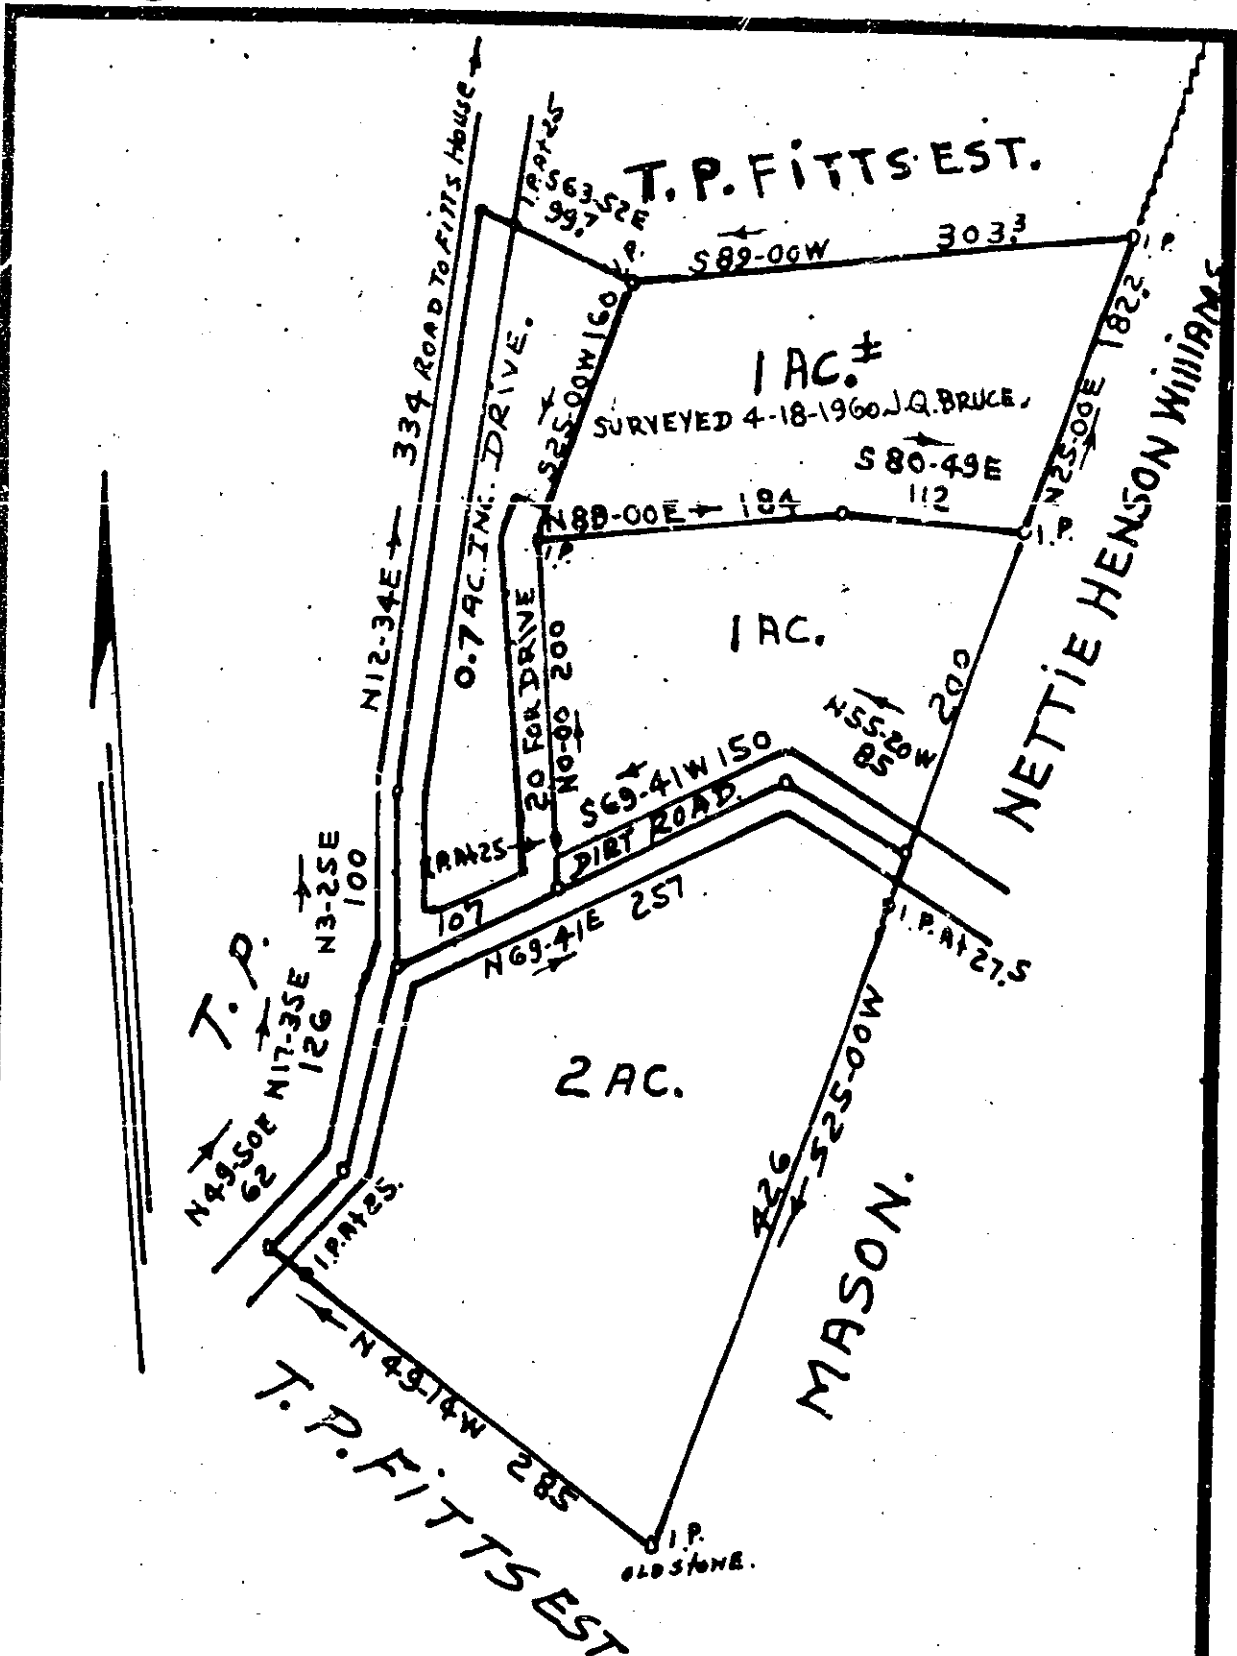 334 ROAD TO FITTS HOUSE
I.P. At 25
S63-52E
99.7
T.P. FITTS EST.
S89-00W 303.3
I.P.
I.P.
S25-00W 160
1 AC.±
SURVEYED 4-18-1960 J.Q. BRUCE.
N25-00E 182.2
S80-49E
112
N88-00E 184
I.P.
I.P.
0.7 AC. INC. DRIVE.
N12-34E
20 FOR DRIVE
N0-00 200
1 AC.
200
N55-20W
85
S69-41W 150
DIRT ROAD.
I.P. At 25
107
N69-41E 257
I.P. At 27.5
NETTIE HENSON WILLIAMS
MASON.
N3-25E
100
T.P.
N17-35E
126
N49-50E
62
I.P. At 25.
2 AC.
S25-00W
426
N49-14W 285
T.P. FITTS EST
I.P.
OLD STONE.